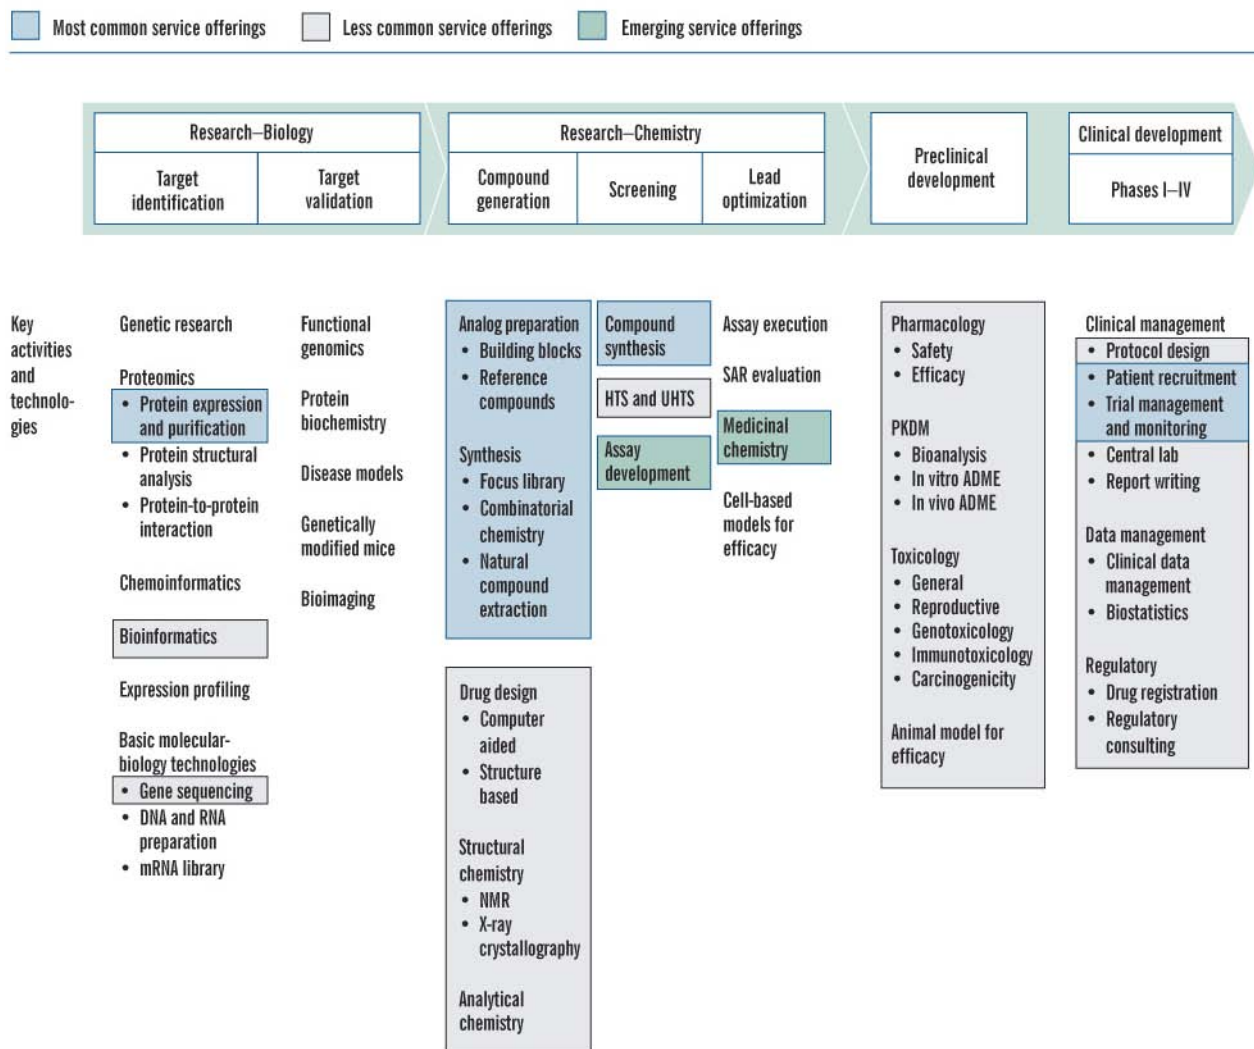 Most common service offerings
Less common service offerings
Emerging service offerings
Research–Biology
Target
identification
Target
validation
Research–Chemistry
Compound
generation
Screening
Lead
optimization
Preclinical
development
Clinical development
Phases I–IV
Key
activities
and
technolo-
gies
Genetic research
Proteomics
• Protein expression
and purification
• Protein structural
analysis
• Protein-to-protein
interaction
Chemoinformatics
Bioinformatics
Expression profiling
Basic molecular-
biology technologies
• Gene sequencing
• DNA and RNA
preparation
• mRNA library
Functional
genomics
Protein
biochemistry
Disease models
Genetically
modified mice
Bioimaging
Analog preparation
• Building blocks
• Reference
compounds
Synthesis
• Focus library
• Combinatorial
chemistry
• Natural
compound
extraction
Drug design
• Computer
aided
• Structure
based
Structural
chemistry
• NMR
• X-ray
crystallography
Analytical
chemistry
Compound
synthesis
HTS and UHTS
Assay
development
Assay execution
SAR evaluation
Medicinal
chemistry
Cell-based
models for
efficacy
Pharmacology
• Safety
• Efficacy
PKDM
• Bioanalysis
• In vitro ADME
• In vivo ADME
Toxicology
• General
• Reproductive
• Genotoxicology
• Immunotoxicology
• Carcinogenicity
Animal model for
efficacy
Clinical management
• Protocol design
• Patient recruitment
• Trial management
and monitoring
• Central lab
• Report writing
Data management
• Clinical data
management
• Biostatistics
Regulatory
• Drug registration
• Regulatory
consulting